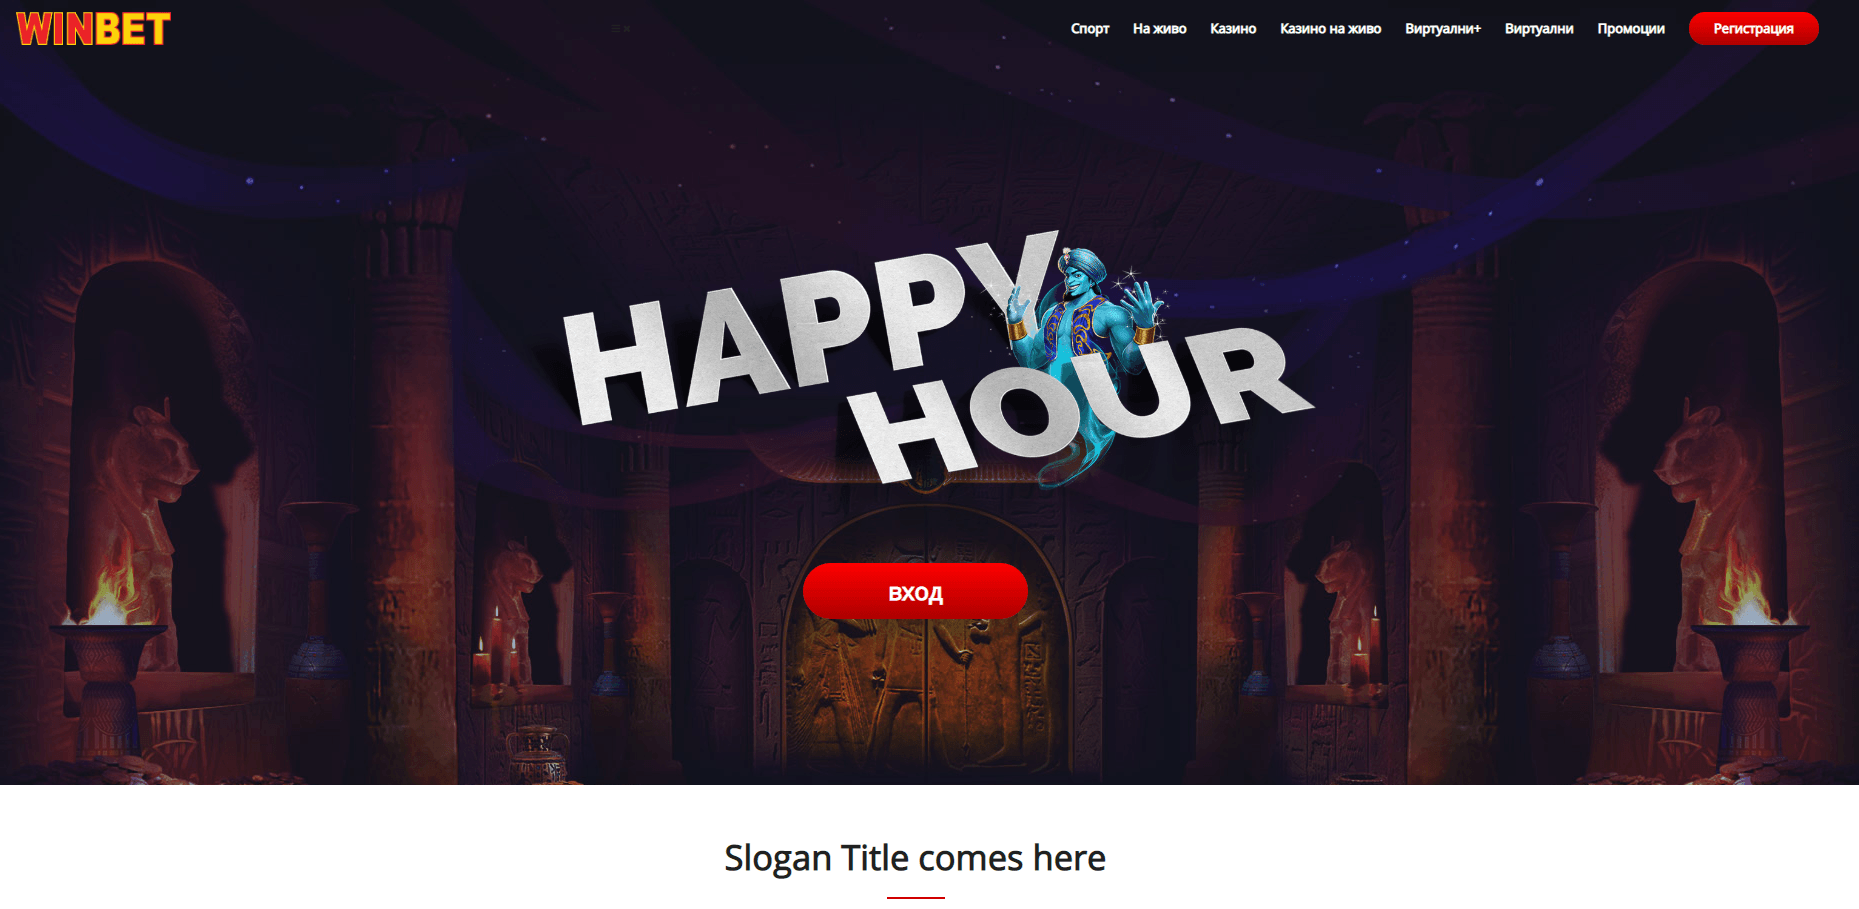 WINBET
Спорт На живо Казино Казино на живо Виртуални+ Виртуални Промоции Регистрация
HAPPY
HOUR
вход
Slogan Title comes here